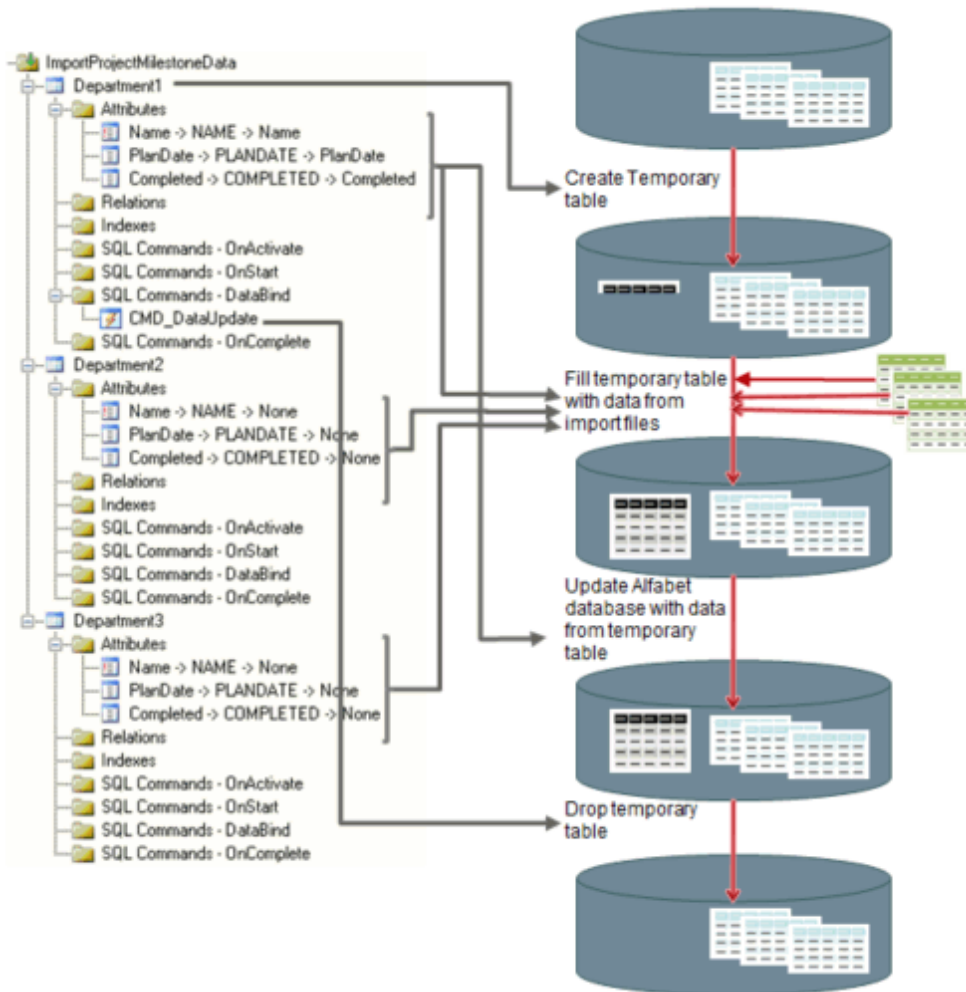 ImportProjectMilestoneData
Department1
Attributes
Name -> NAME -> Name
PlanDate -> PLANDATE -> PlanDate
Completed -> COMPLETED -> Completed
Relations
Indexes
SQL Commands - OnActivate
SQL Commands - OnStart
SQL Commands - DataBind
CMD_DataUpdate
SQL Commands - OnComplete
Department2
Attributes
Name -> NAME -> None
PlanDate -> PLANDATE -> None
Completed -> COMPLETED -> None
Relations
Indexes
SQL Commands - OnActivate
SQL Commands - OnStart
SQL Commands - DataBind
SQL Commands - OnComplete
Department3
Attributes
Name -> NAME -> None
PlanDate -> PLANDATE -> None
Completed -> COMPLETED -> None
Relations
Indexes
SQL Commands - OnActivate
SQL Commands - OnStart
SQL Commands - DataBind
SQL Commands - OnComplete
Create Temporary
table
Fill temporary table
with data from
import files
Update Alfabet
database with data
from temporary
table
Drop temporary
table